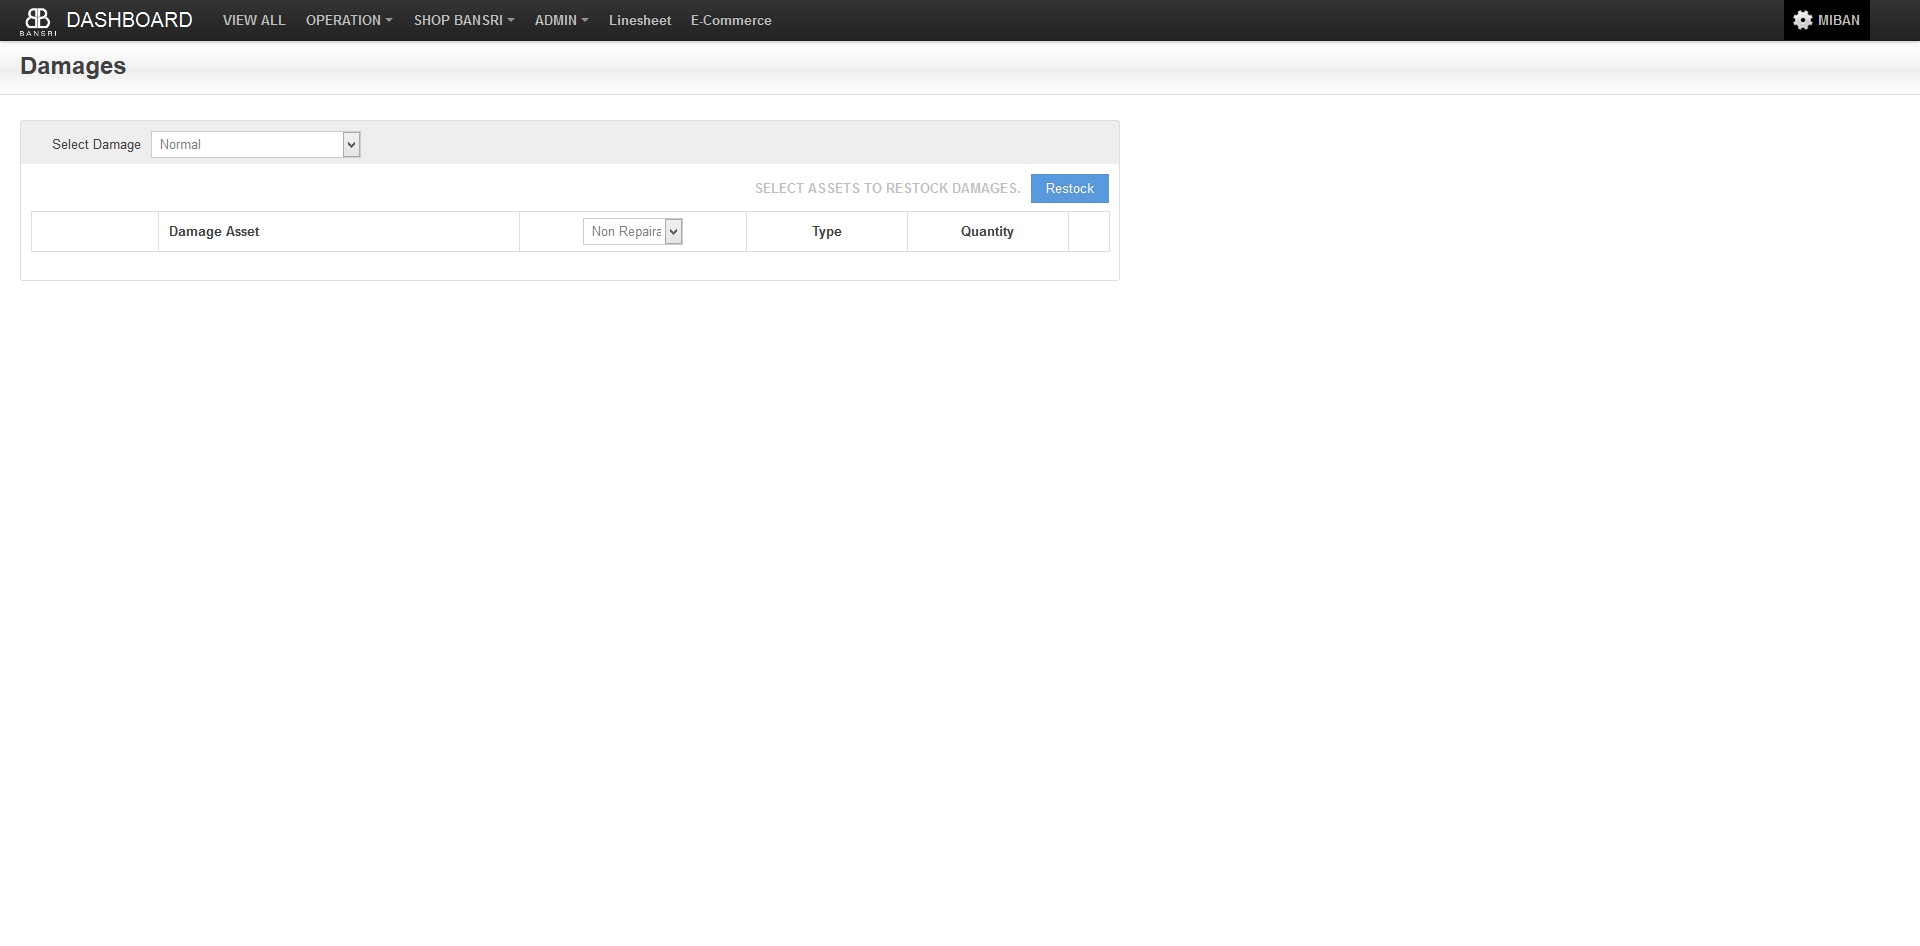 BANSRI DASHBOARD VIEW ALL OPERATION SHOP BANSRI ADMIN Linesheet E-Commerce MIBAN
Damages
Select Damage Normal
SELECT ASSETS TO RESTOCK DAMAGES. Restock
Damage Asset Non Repaira Type Quantity